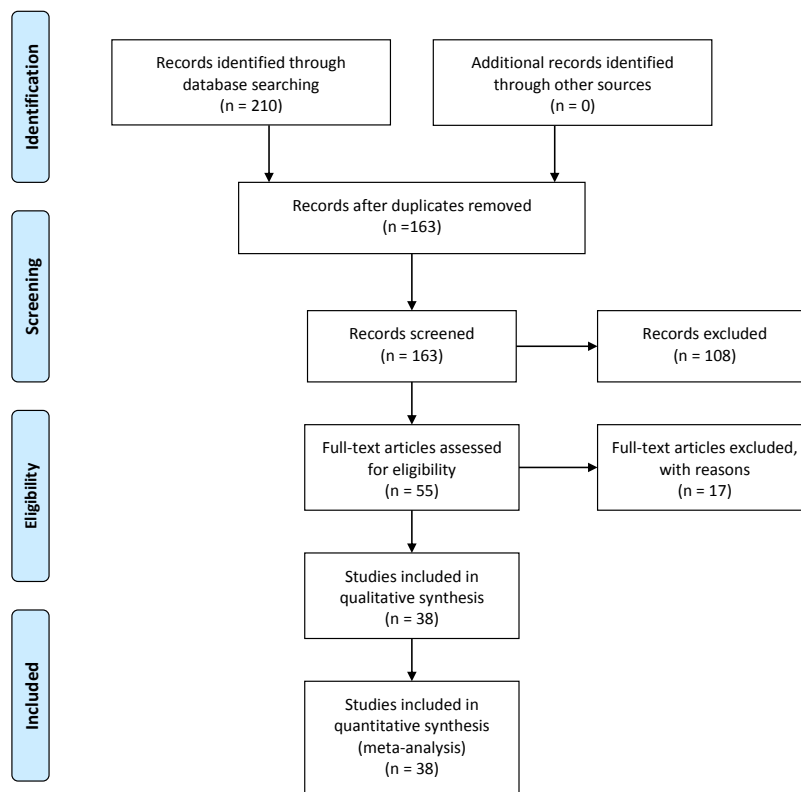 Identification
Records identified through
database searching
(n = 210)
Additional records identified
through other sources
(n = 0)
Records after duplicates removed
(n =163)
Screening
Records screened
(n = 163)
Records excluded
(n = 108)
Eligibility
Full-text articles assessed
for eligibility
(n = 55)
Full-text articles excluded,
with reasons
(n = 17)
Studies included in
qualitative synthesis
(n = 38)
Included
Studies included in
quantitative synthesis
(meta-analysis)
(n = 38)